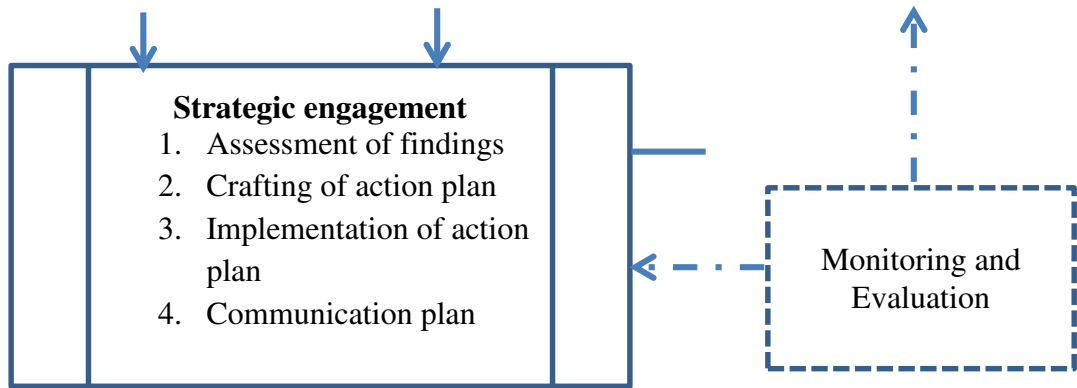 Strategic engagement
1. Assessment of findings
2. Crafting of action plan
3. Implementation of action
plan
4. Communication plan
Monitoring and
Evaluation